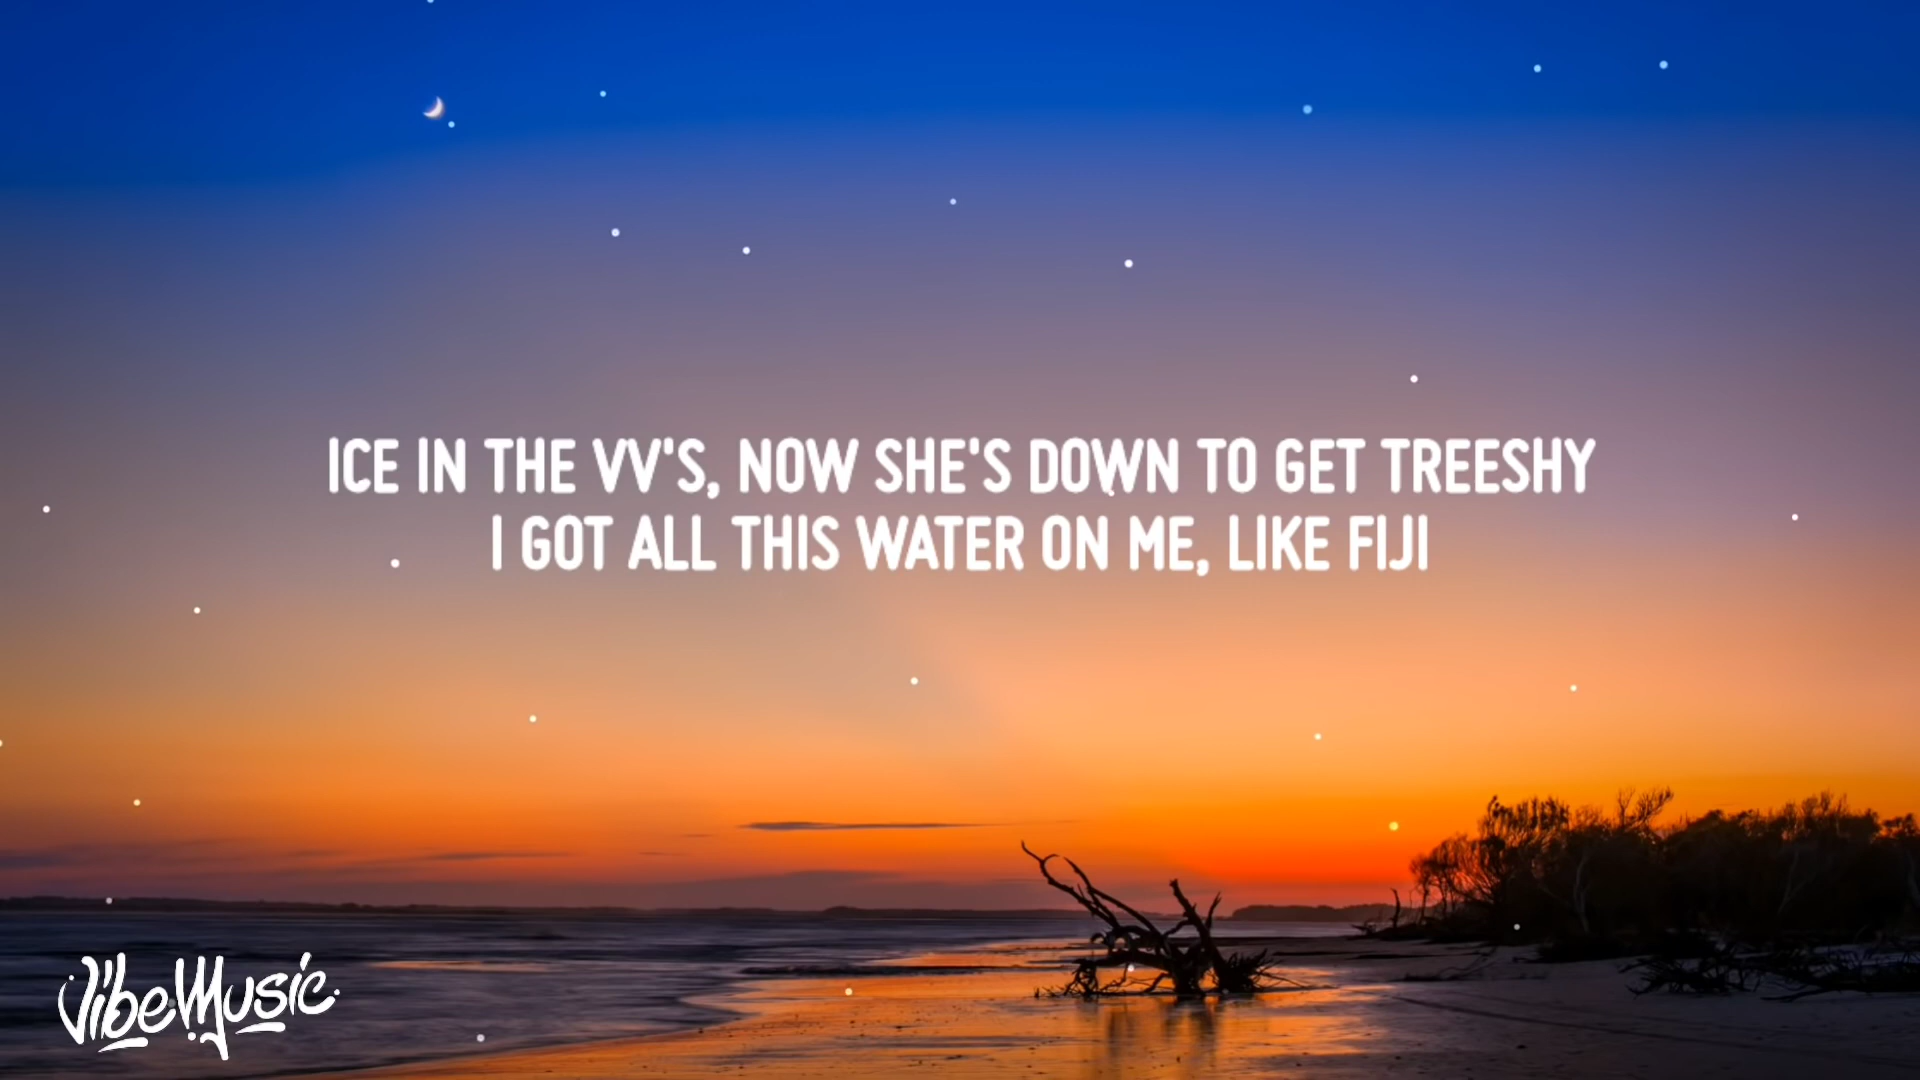 ICE IN THE VV'S, NOW SHE'S DOWN TO GET TREESHY
I GOT ALL THIS WATER ON ME, LIKE FIJI
VibeMusic